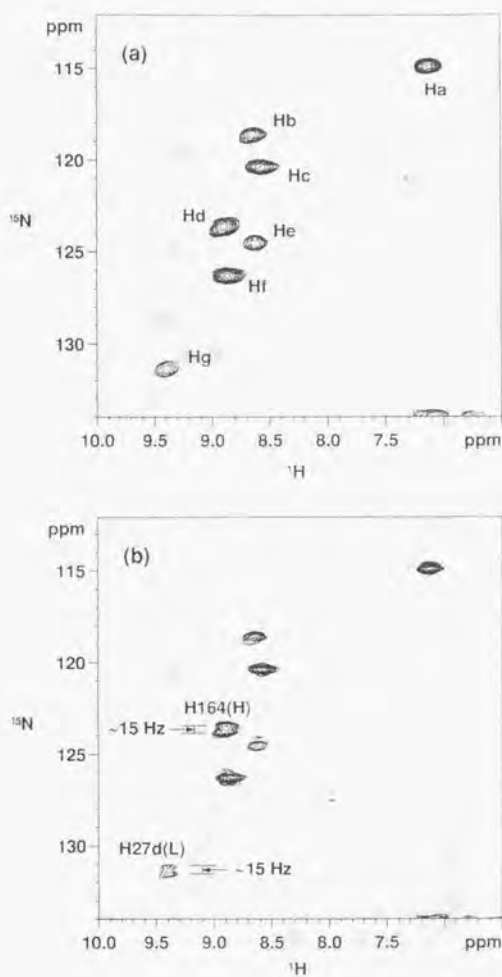 ppm
(a)
115
Ha
Hb
120
Hc
¹⁵N
Hd
He
125
Hf
130
Hg
10.0 9.5 9.0 8.5 8.0 7.5 ppm
¹H
ppm
(b)
115
120
¹⁵N
H164(H)
~15 Hz
125
H27d(L)
130
~15 Hz
10.0 9.5 9.0 8.5 8.0 7.5 ppm
¹H